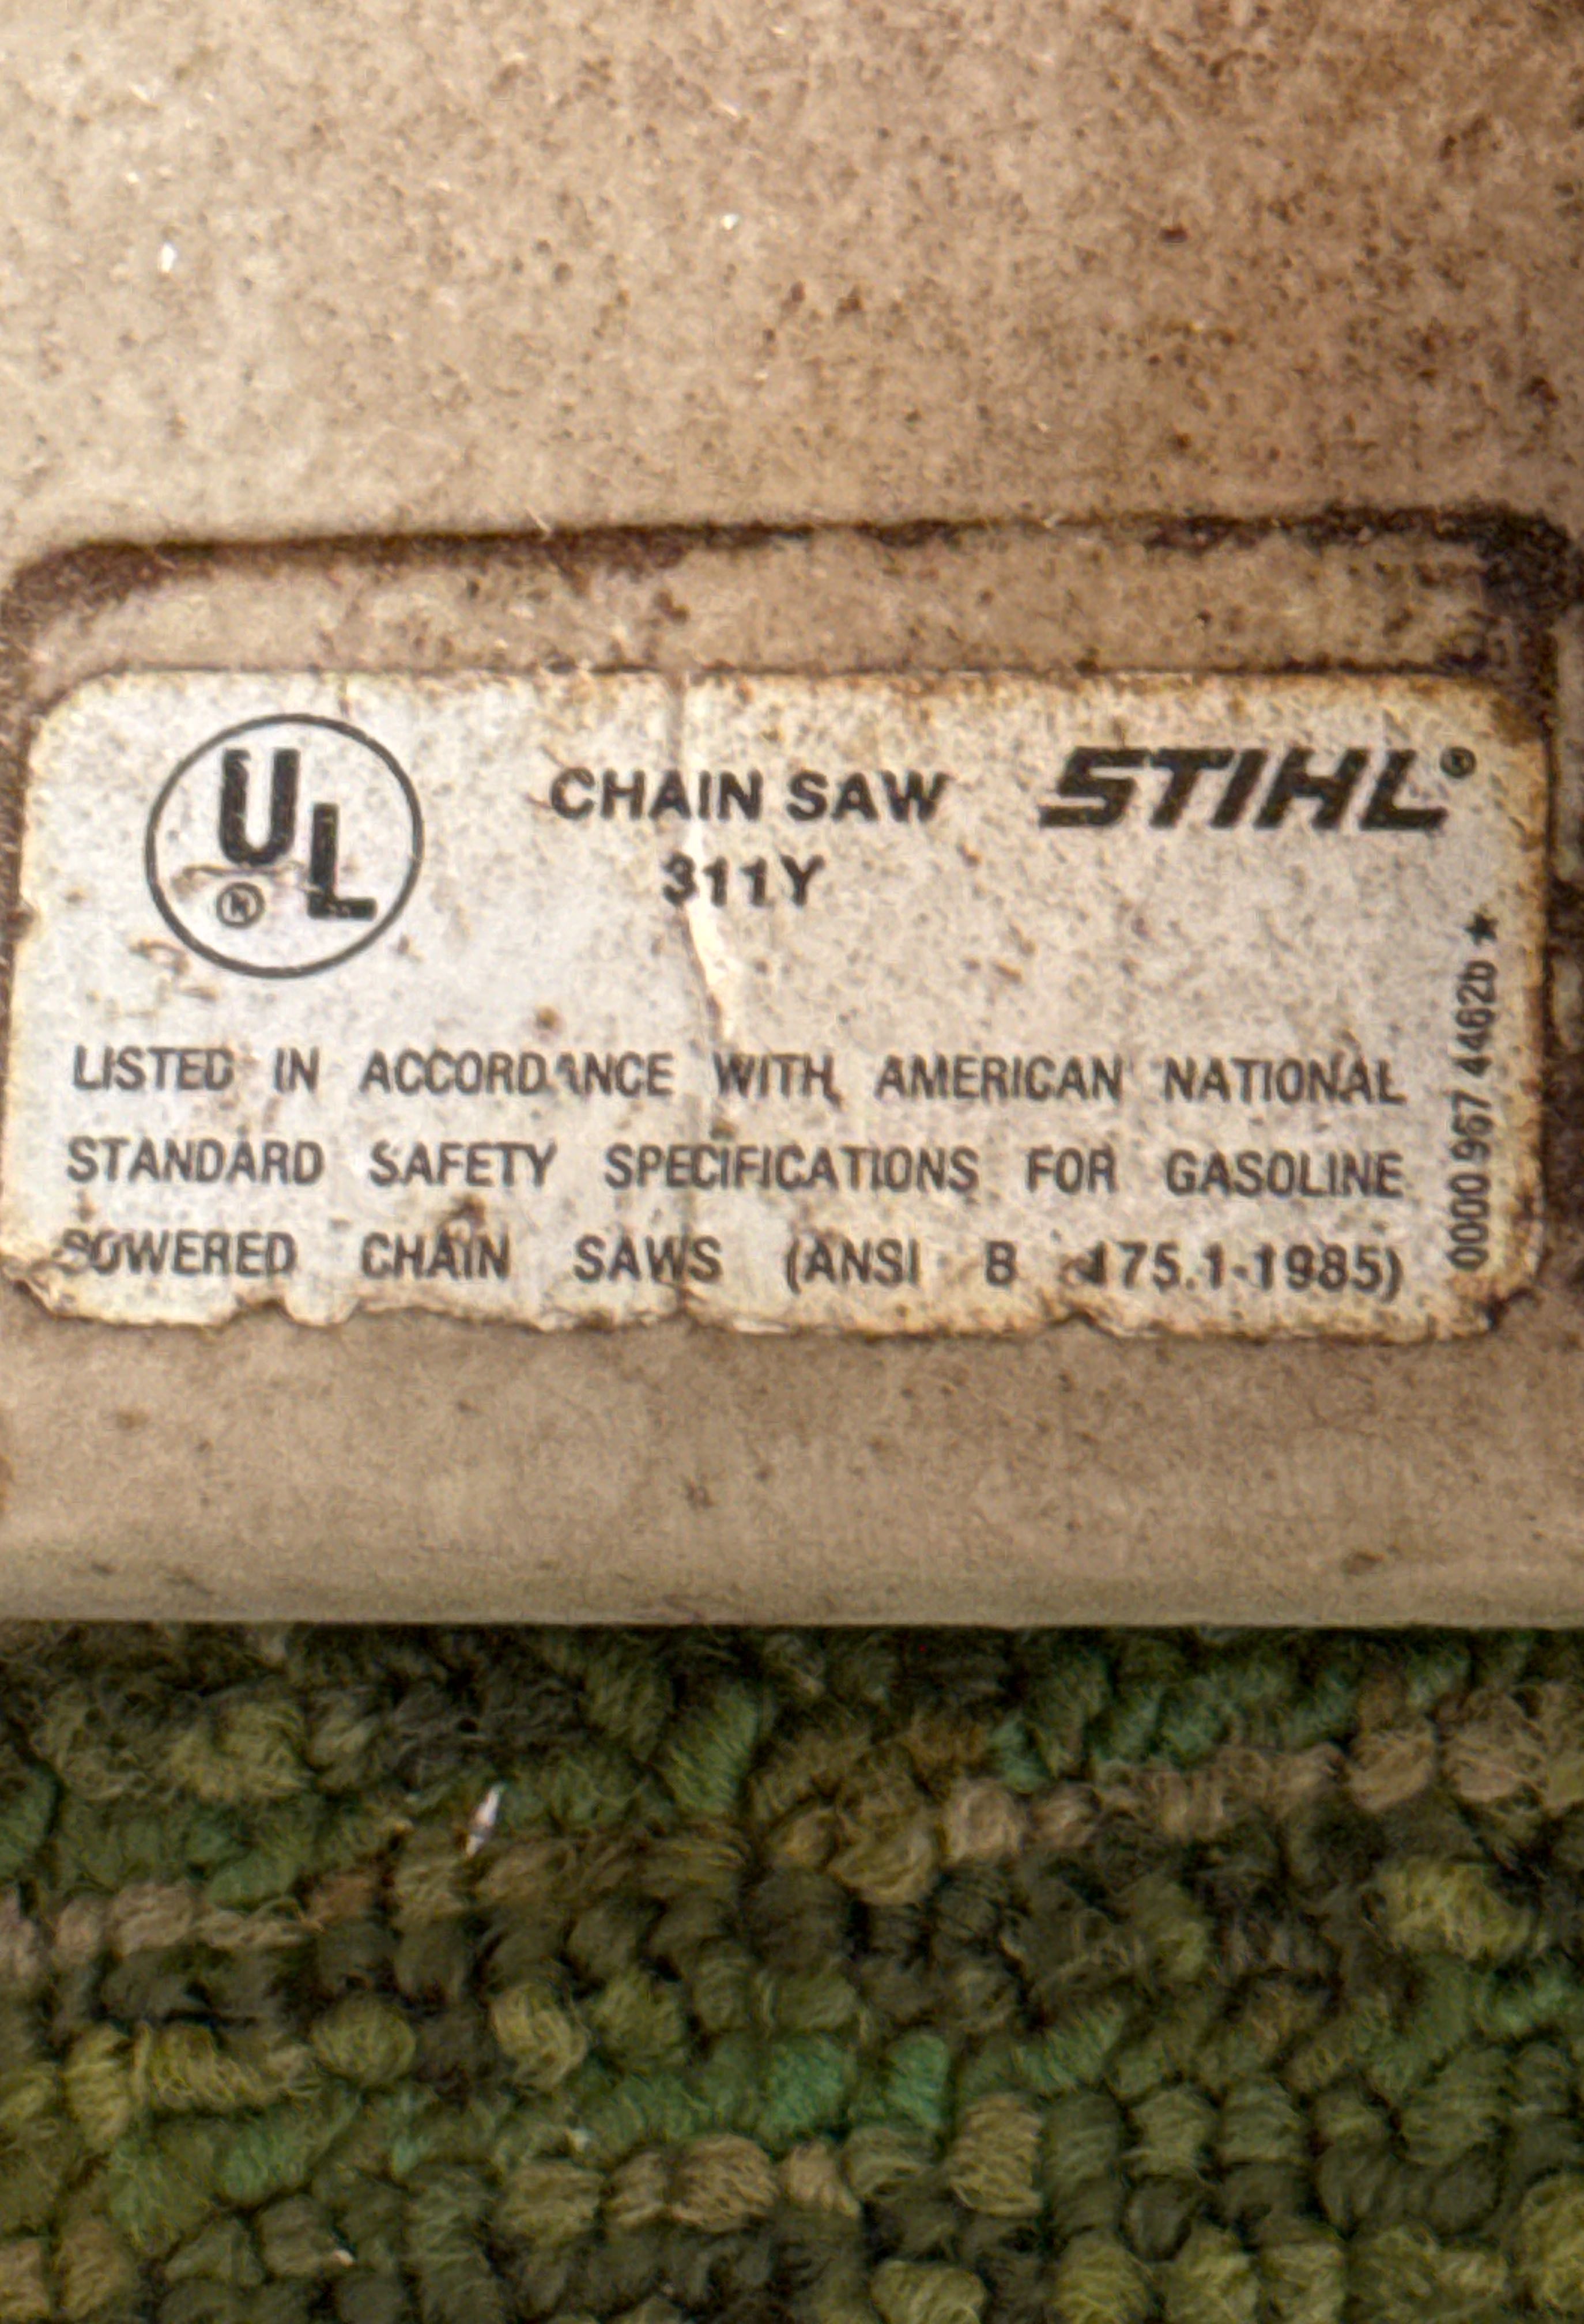 UL
®
CHAIN SAW
311Y
STIHL®
LISTED IN ACCORDANCE WITH AMERICAN NATIONAL
STANDARD SAFETY SPECIFICATIONS FOR GASOLINE
POWERED CHAIN SAWS (ANSI B 175.1-1985)
0000 967 4462b ★